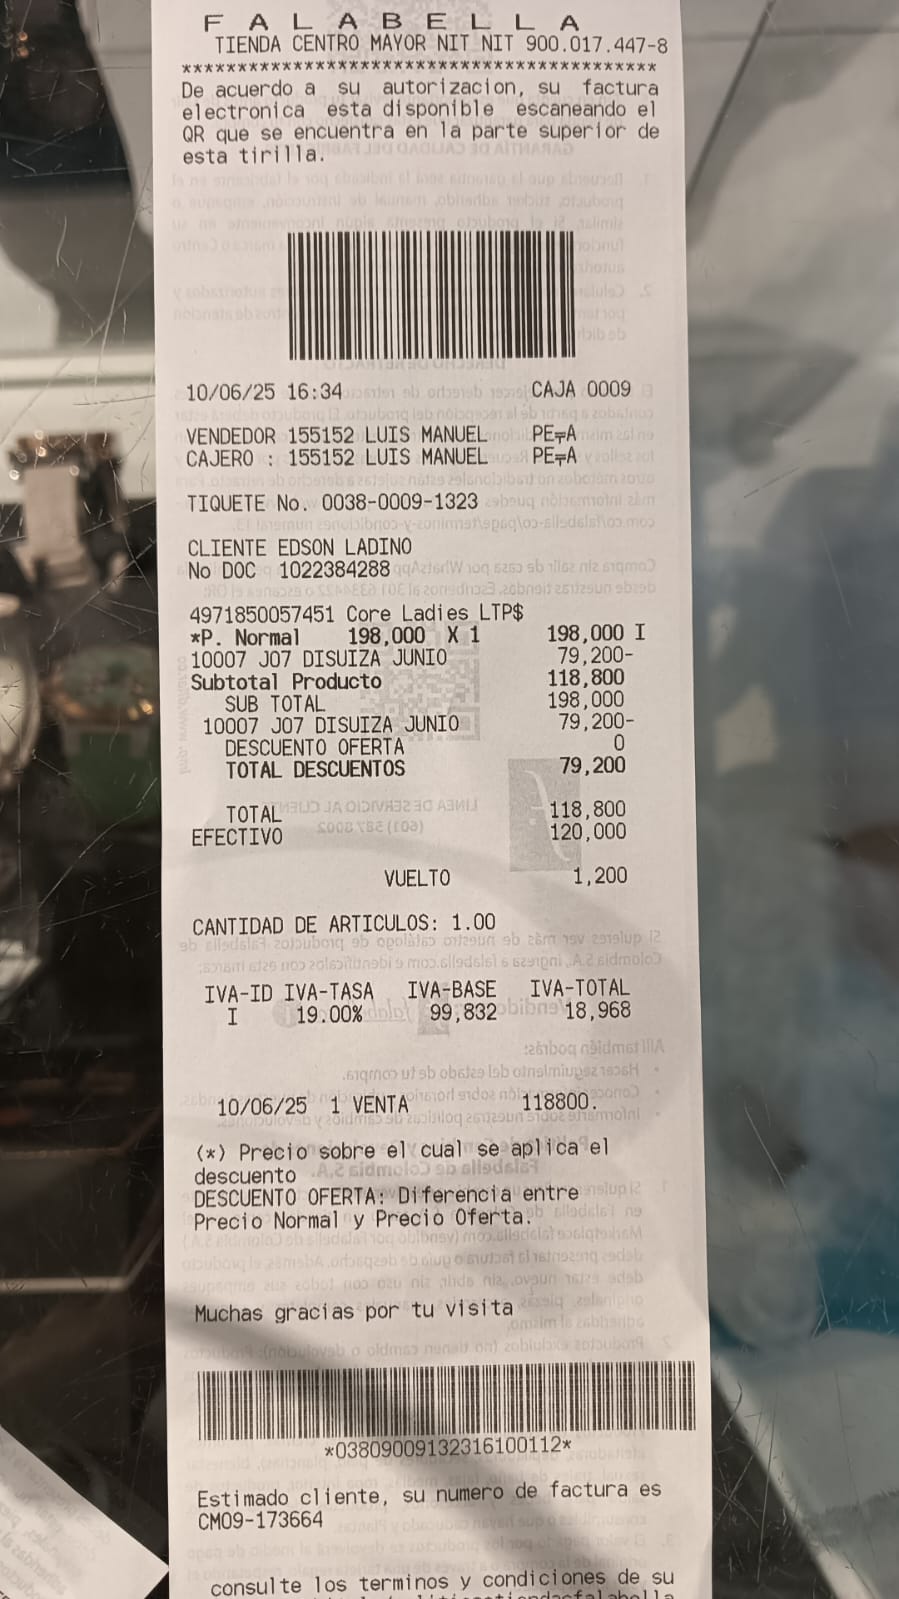 F A L A B E L L A
TIENDA CENTRO MAYOR NIT NIT 900.017.447-8
*******************************************
De acuerdo a su autorizacion, su factura
electronica esta disponible escaneando el
QR que se encuentra en la parte superior de
esta tirilla.
10/06/25 16:34 CAJA 0009
VENDEDOR 155152 LUIS MANUEL PE╤A
CAJERO : 155152 LUIS MANUEL PE╤A
TIQUETE No. 0038-0009-1323
CLIENTE EDSON LADINO
No DOC 1022384288
4971850057451 Core Ladies LTP$
*P. Normal 198,000 X 1 198,000 I
10007 J07 DISUIZA JUNIO 79,200-
Subtotal Producto 118,800
SUB TOTAL 198,000
10007 J07 DISUIZA JUNIO 79,200-
DESCUENTO OFERTA 0
TOTAL DESCUENTOS 79,200
TOTAL 118,800
EFECTIVO 120,000
VUELTO 1,200
CANTIDAD DE ARTICULOS: 1.00
IVA-ID IVA-TASA IVA-BASE IVA-TOTAL
I 19.00% 99,832 18,968
10/06/25 1 VENTA 118800.
(*) Precio sobre el cual se aplica el
descuento
DESCUENTO OFERTA: Diferencia entre
Precio Normal y Precio Oferta.
Muchas gracias por tu visita
*03809009132316100112*
Estimado cliente, su numero de factura es
CM09-173664
consulte los terminos y condiciones de su